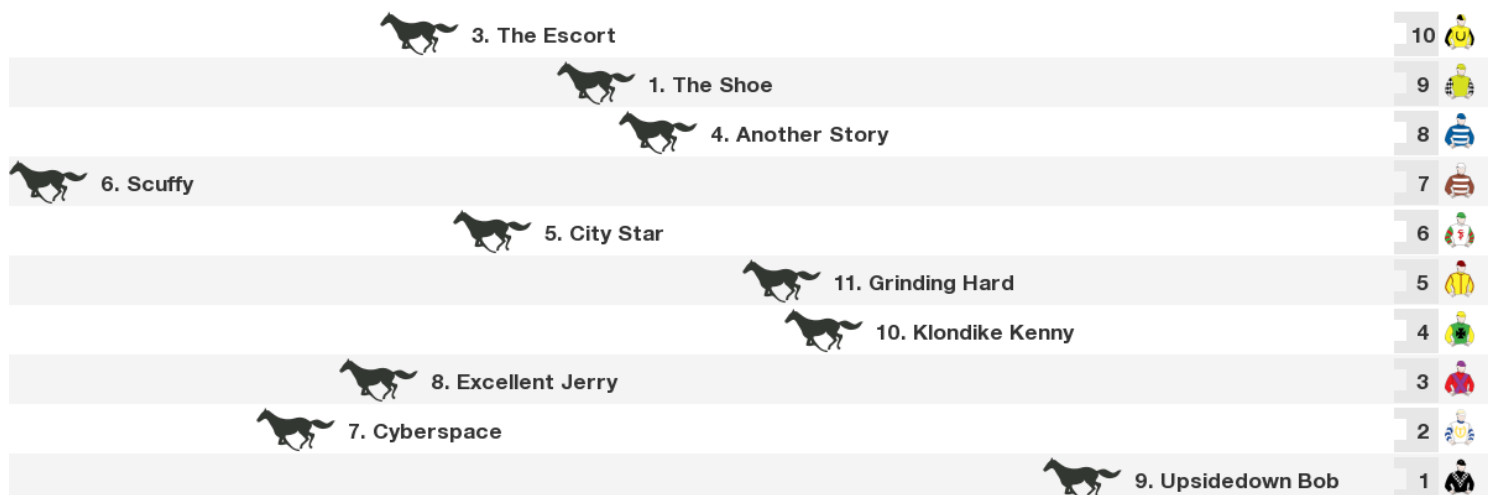 3. The Escort 10
1. The Shoe 9
4. Another Story 8
6. Scuffy 7
5. City Star 6
11. Grinding Hard 5
10. Klondike Kenny 4
8. Excellent Jerry 3
7. Cyberspace 2
9. Upsidedown Bob 1